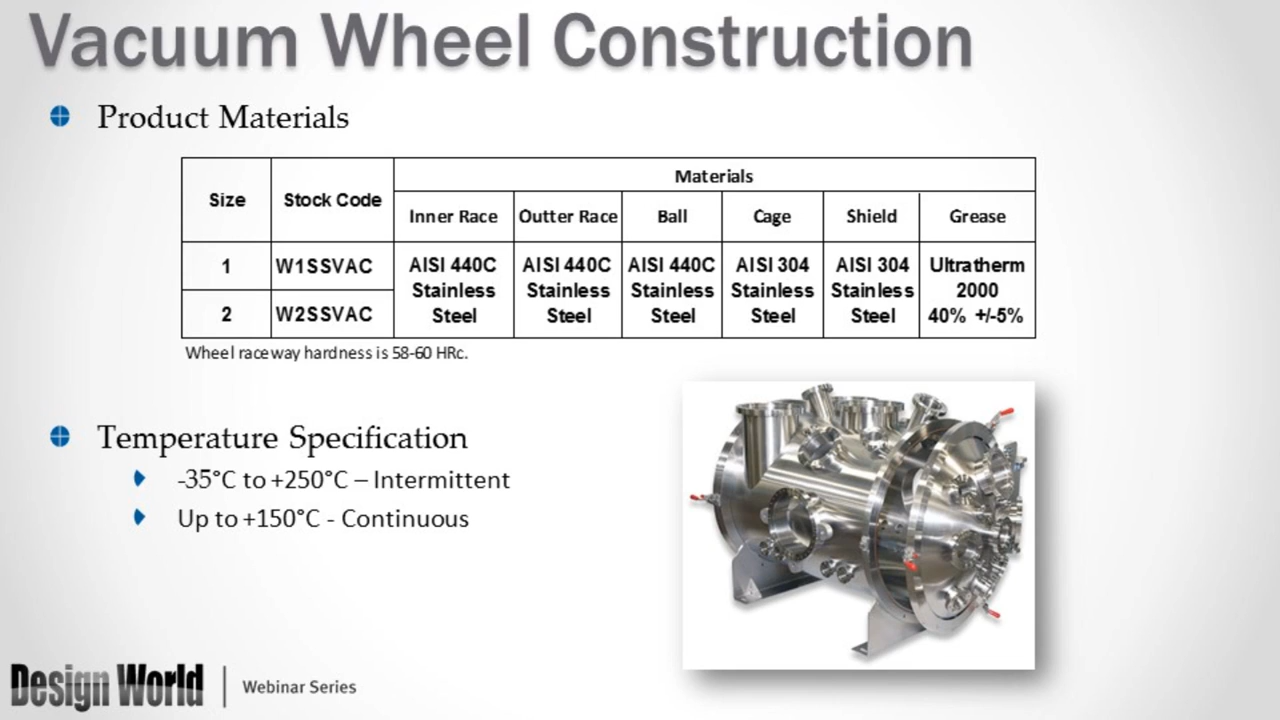 Vacuum Wheel Construction
Product Materials
Size Stock Code Materials
Inner Race Outter Race Ball Cage Shield Grease
1 W1SSVAC AISI 440C AISI 440C AISI 440C AISI 304 AISI 304 Ultratherm
Stainless Stainless Stainless Stainless Stainless 2000
2 W2SSVAC Steel Steel Steel Steel Steel 40% +/-5%
Wheel raceway hardness is 58-60 HRc.
Temperature Specification
-35°C to +250°C – Intermittent
Up to +150°C - Continuous
Design World | Webinar Series